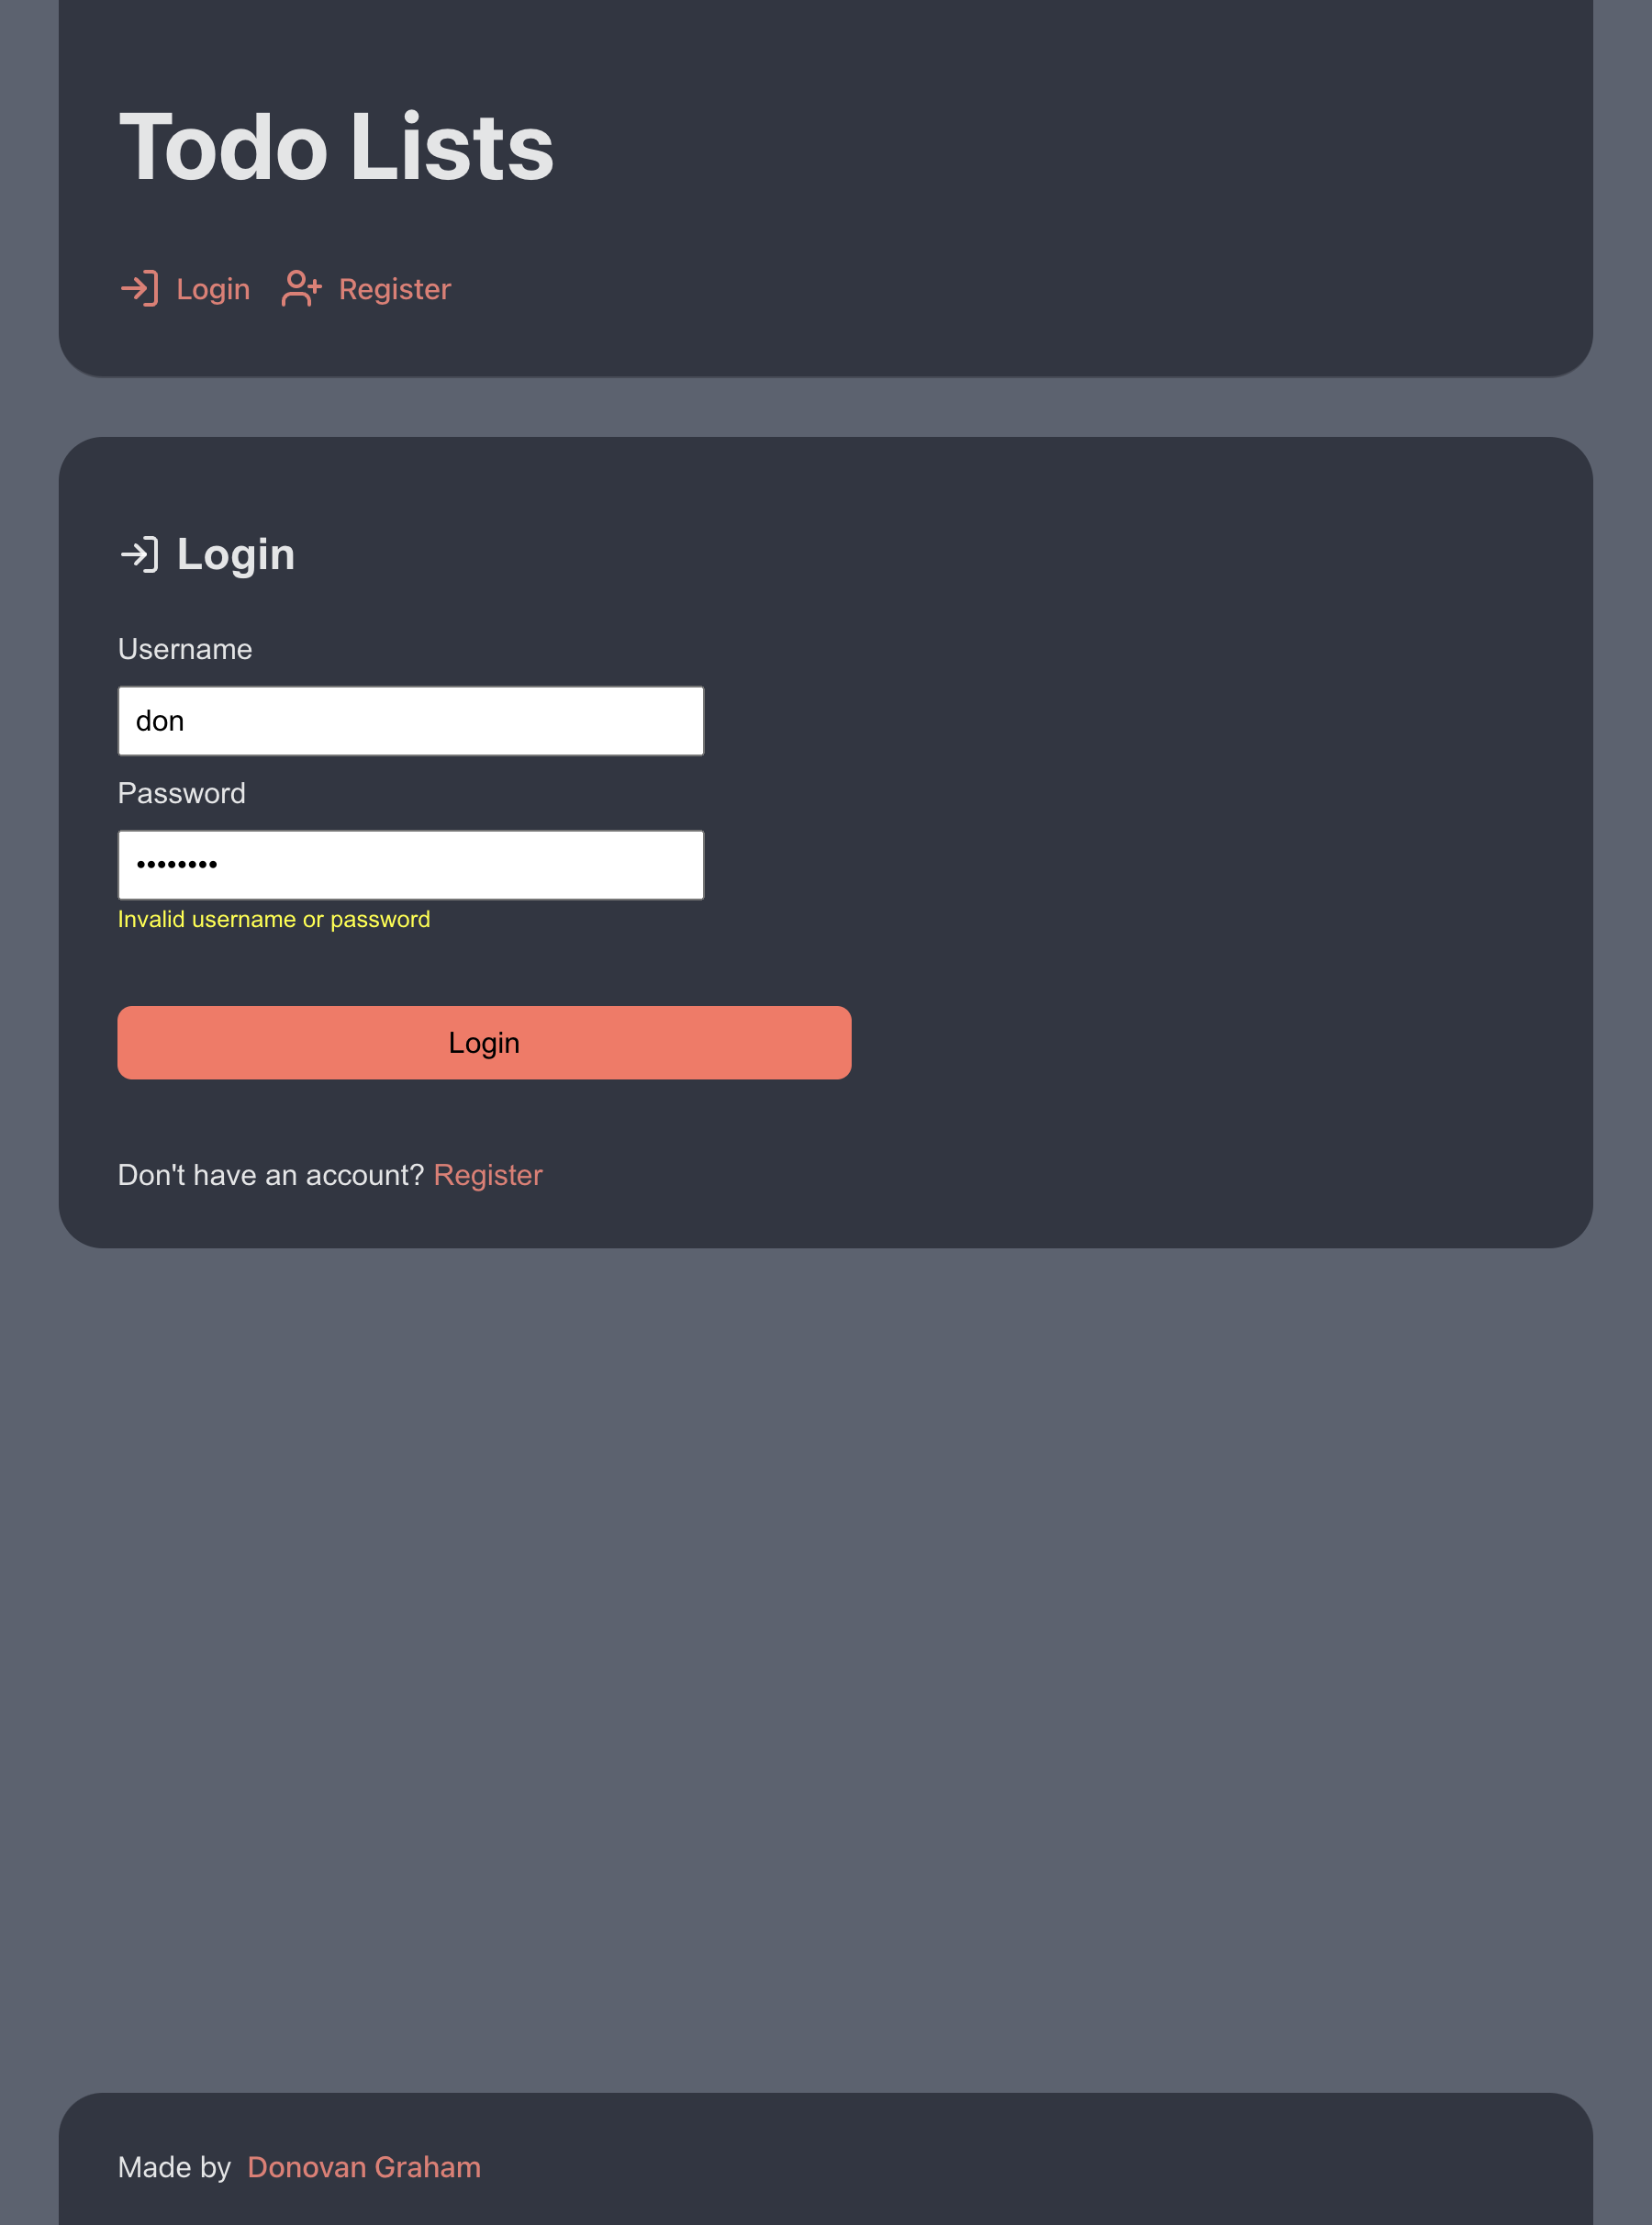 Todo Lists
Login Register
Login
Username
don
Password
••••••••
Invalid username or password
Login
Don't have an account? Register
Made by Donovan Graham